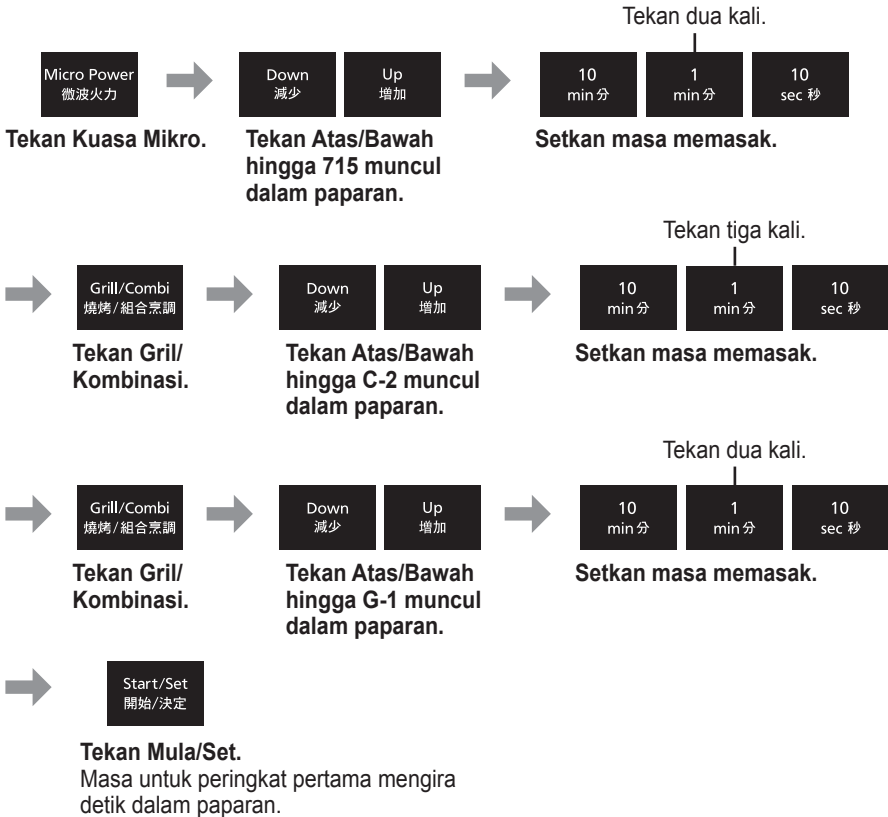 Tekan dua kali.
Micro Power
微波火力
Down
減少
Up
增加
10
min 分
1
min 分
10
sec 秒
Tekan Kuasa Mikro.
Tekan Atas/Bawah
hingga 715 muncul
dalam paparan.
Setkan masa memasak.
Tekan tiga kali.
Grill/Combi
燒烤/組合烹調
Down
減少
Up
增加
10
min 分
1
min 分
10
sec 秒
Tekan Gril/
Kombinasi.
Tekan Atas/Bawah
hingga C-2 muncul
dalam paparan.
Setkan masa memasak.
Tekan dua kali.
Grill/Combi
燒烤/組合烹調
Down
減少
Up
增加
10
min 分
1
min 分
10
sec 秒
Tekan Gril/
Kombinasi.
Tekan Atas/Bawah
hingga G-1 muncul
dalam paparan.
Setkan masa memasak.
Start/Set
開始/決定
Tekan Mula/Set.
Masa untuk peringkat pertama mengira
detik dalam paparan.